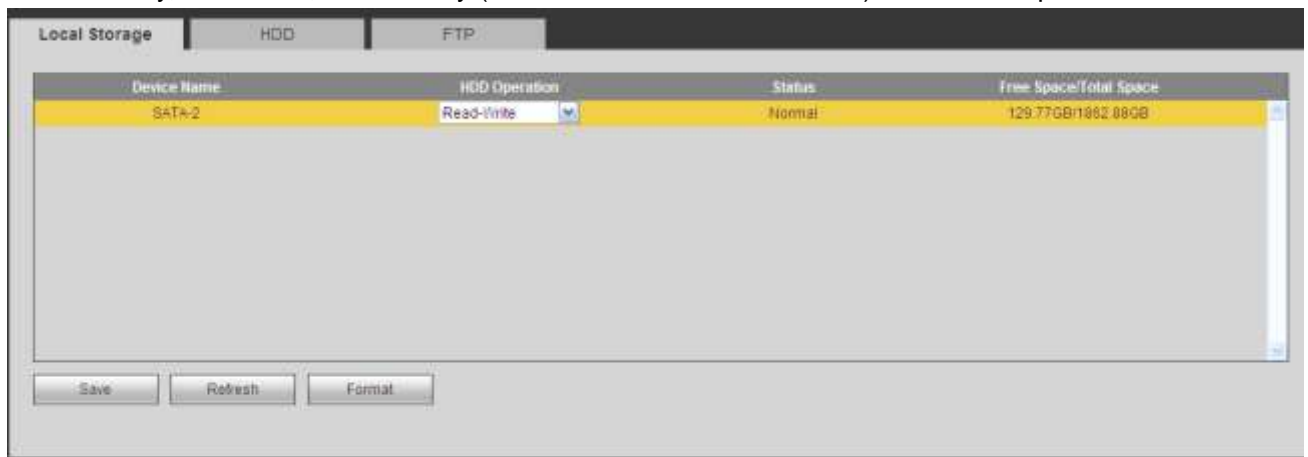 Local Storage HDD FTP
Device Name HDD Operation Status Free Space/Total Space
SATA-2 Read-Write Normal 129.77GB/1862.88GB
Save Refresh Format